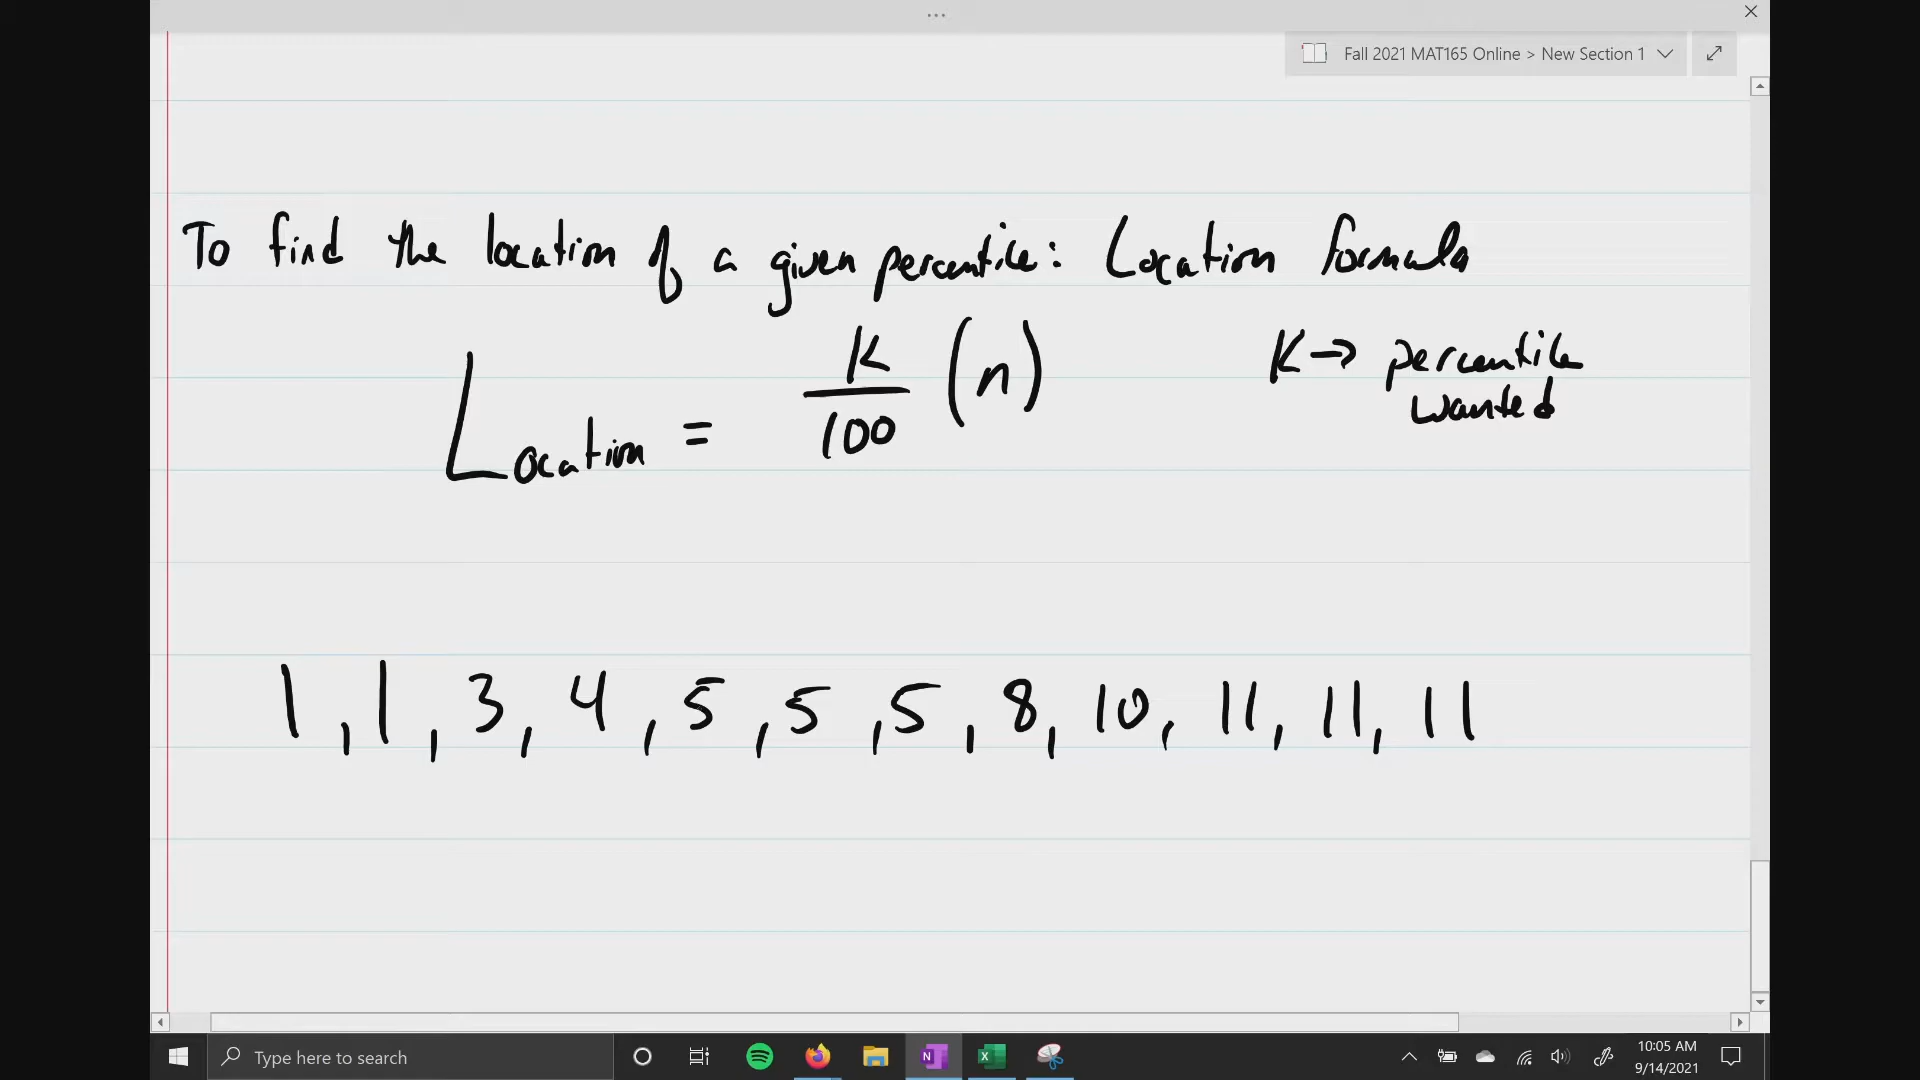 Fall 2021 MAT165 Online > New Section 1
To find the location of a given percentile: Location formula
Location = K/100 (n)
K → percentile
wanted
1, 1, 3, 4, 5, 5, 5, 8, 10, 11, 11, 11
Type here to search
10:05 AM
9/14/2021